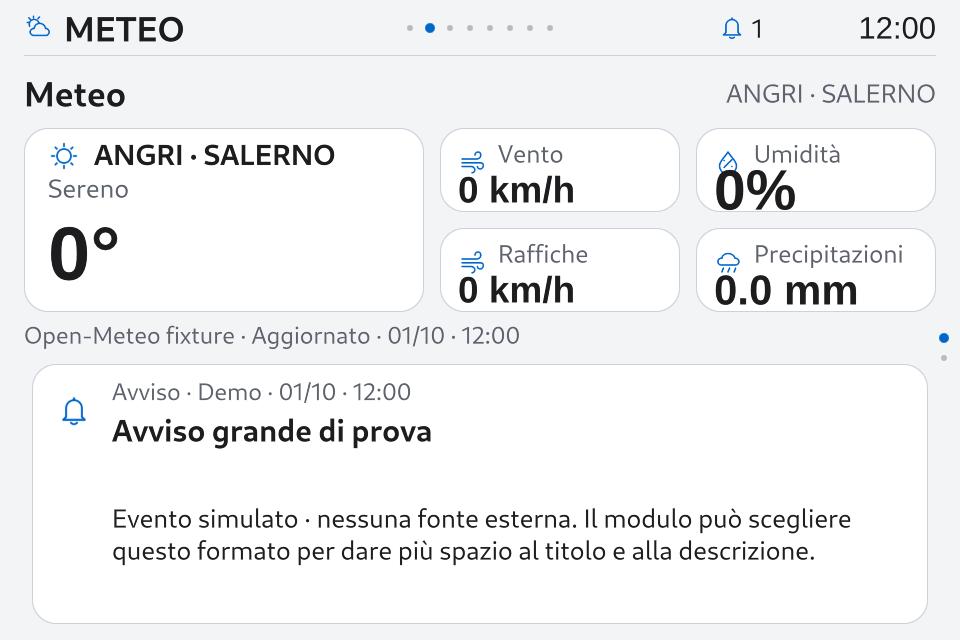 METEO
1
12:00
Meteo
ANGRI · SALERNO
ANGRI · SALERNO
Sereno
0°
Vento
0 km/h
Umidità
0%
Raffiche
0 km/h
Precipitazioni
0.0 mm
Open-Meteo fixture · Aggiornato · 01/10 · 12:00
Avviso · Demo · 01/10 · 12:00
Avviso grande di prova
Evento simulato · nessuna fonte esterna. Il modulo può scegliere
questo formato per dare più spazio al titolo e alla descrizione.